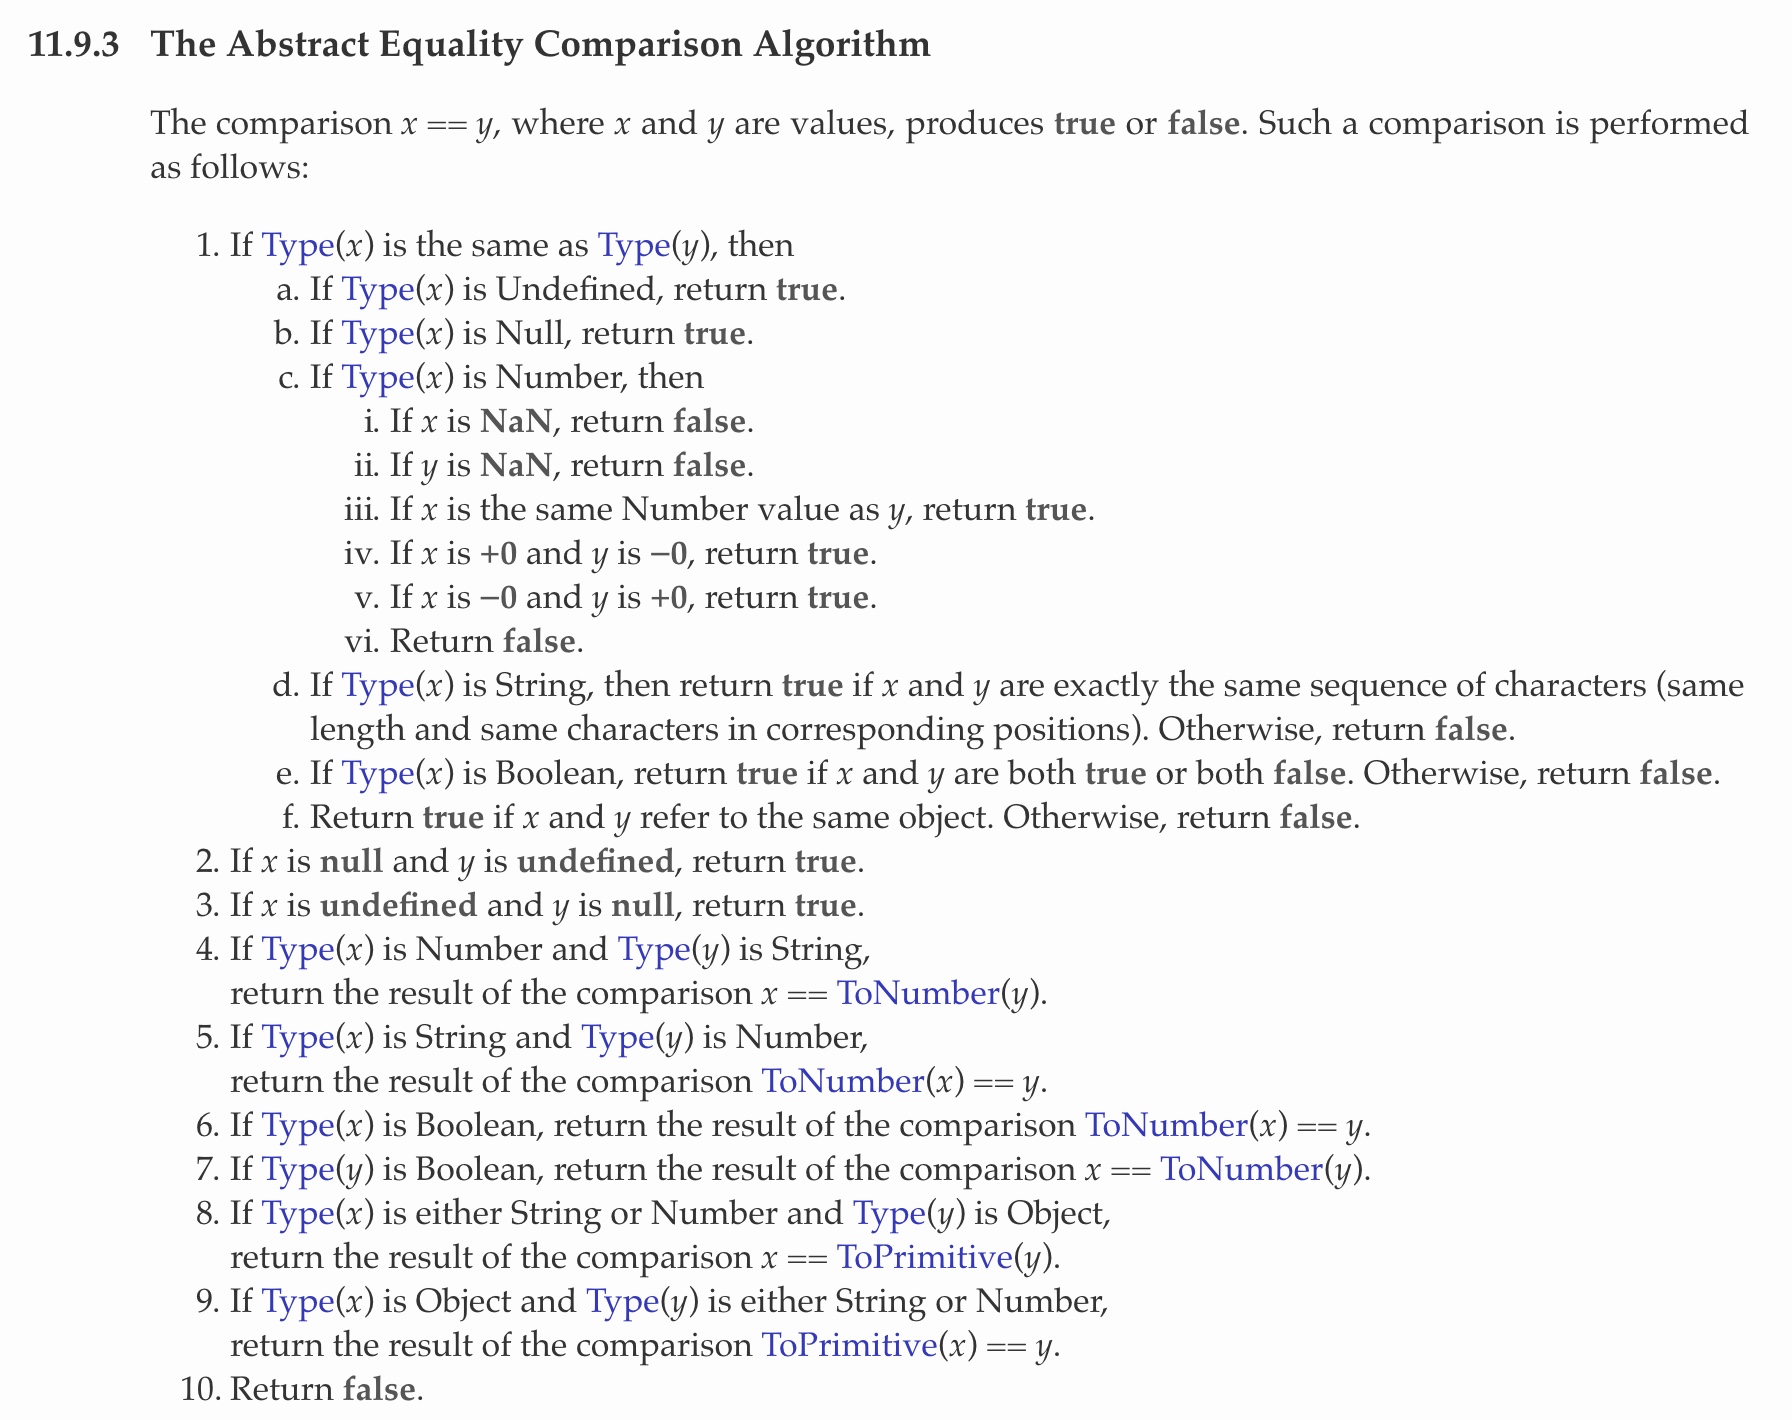 11.9.3 The Abstract Equality Comparison Algorithm
The comparison x == y, where x and y are values, produces true or false. Such a comparison is performed
as follows:
1. If Type(x) is the same as Type(y), then
a. If Type(x) is Undefined, return true.
b. If Type(x) is Null, return true.
c. If Type(x) is Number, then
i. If x is NaN, return false.
ii. If y is NaN, return false.
iii. If x is the same Number value as y, return true.
iv. If x is +0 and y is −0, return true.
v. If x is −0 and y is +0, return true.
vi. Return false.
d. If Type(x) is String, then return true if x and y are exactly the same sequence of characters (same
length and same characters in corresponding positions). Otherwise, return false.
e. If Type(x) is Boolean, return true if x and y are both true or both false. Otherwise, return false.
f. Return true if x and y refer to the same object. Otherwise, return false.
2. If x is null and y is undefined, return true.
3. If x is undefined and y is null, return true.
4. If Type(x) is Number and Type(y) is String,
return the result of the comparison x == ToNumber(y).
5. If Type(x) is String and Type(y) is Number,
return the result of the comparison ToNumber(x) == y.
6. If Type(x) is Boolean, return the result of the comparison ToNumber(x) == y.
7. If Type(y) is Boolean, return the result of the comparison x == ToNumber(y).
8. If Type(x) is either String or Number and Type(y) is Object,
return the result of the comparison x == ToPrimitive(y).
9. If Type(x) is Object and Type(y) is either String or Number,
return the result of the comparison ToPrimitive(x) == y.
10. Return false.